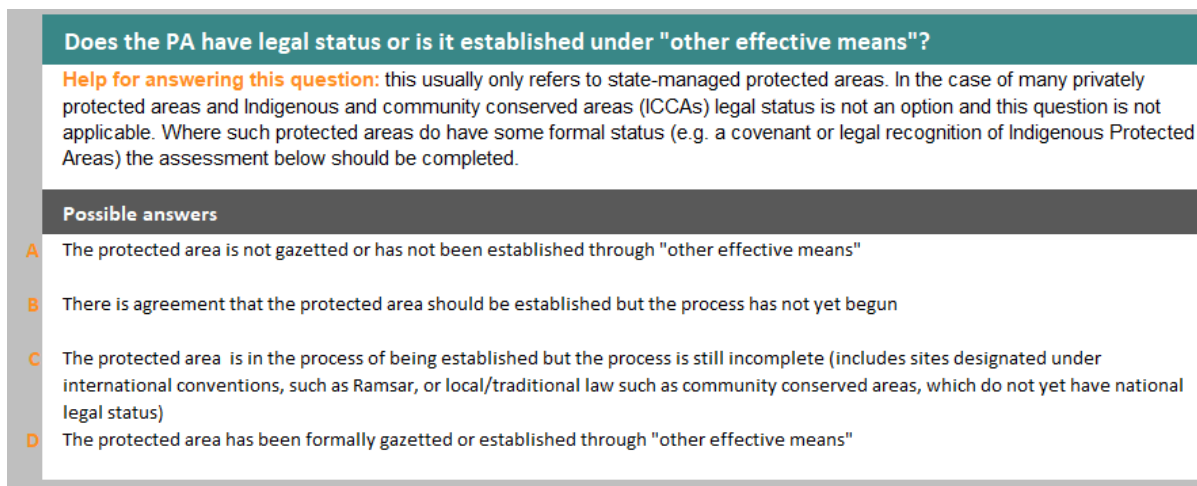 Does the PA have legal status or is it established under "other effective means"?
Help for answering this question: this usually only refers to state-managed protected areas. In the case of many privately
protected areas and Indigenous and community conserved areas (ICCAs) legal status is not an option and this question is not
applicable. Where such protected areas do have some formal status (e.g. a covenant or legal recognition of Indigenous Protected
Areas) the assessment below should be completed.
Possible answers
A The protected area is not gazetted or has not been established through "other effective means"
B There is agreement that the protected area should be established but the process has not yet begun
C The protected area is in the process of being established but the process is still incomplete (includes sites designated under
international conventions, such as Ramsar, or local/traditional law such as community conserved areas, which do not yet have national
legal status)
D The protected area has been formally gazetted or established through "other effective means"